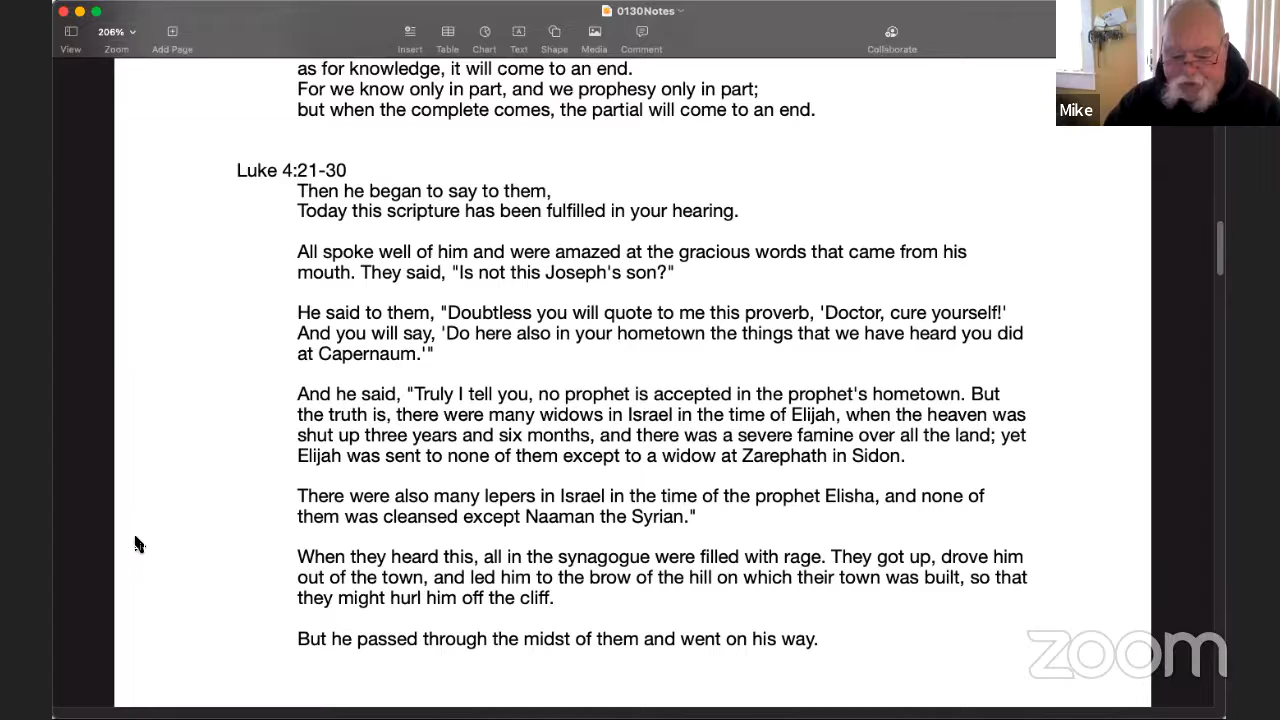 0130Notes
206%
View
Zoom
Add Page
Insert
Table
Chart
Text
Shape
Media
Comment
Collaborate
Mike
as for knowledge, it will come to an end.
For we know only in part, and we prophesy only in part;
but when the complete comes, the partial will come to an end.
Luke 4:21-30
Then he began to say to them,
Today this scripture has been fulfilled in your hearing.
All spoke well of him and were amazed at the gracious words that came from his
mouth. They said, "Is not this Joseph's son?"
He said to them, "Doubtless you will quote to me this proverb, 'Doctor, cure yourself!'
And you will say, 'Do here also in your hometown the things that we have heard you did
at Capernaum.'"
And he said, "Truly I tell you, no prophet is accepted in the prophet's hometown. But
the truth is, there were many widows in Israel in the time of Elijah, when the heaven was
shut up three years and six months, and there was a severe famine over all the land; yet
Elijah was sent to none of them except to a widow at Zarephath in Sidon.
There were also many lepers in Israel in the time of the prophet Elisha, and none of
them was cleansed except Naaman the Syrian."
When they heard this, all in the synagogue were filled with rage. They got up, drove him
out of the town, and led him to the brow of the hill on which their town was built, so that
they might hurl him off the cliff.
But he passed through the midst of them and went on his way.
zoom